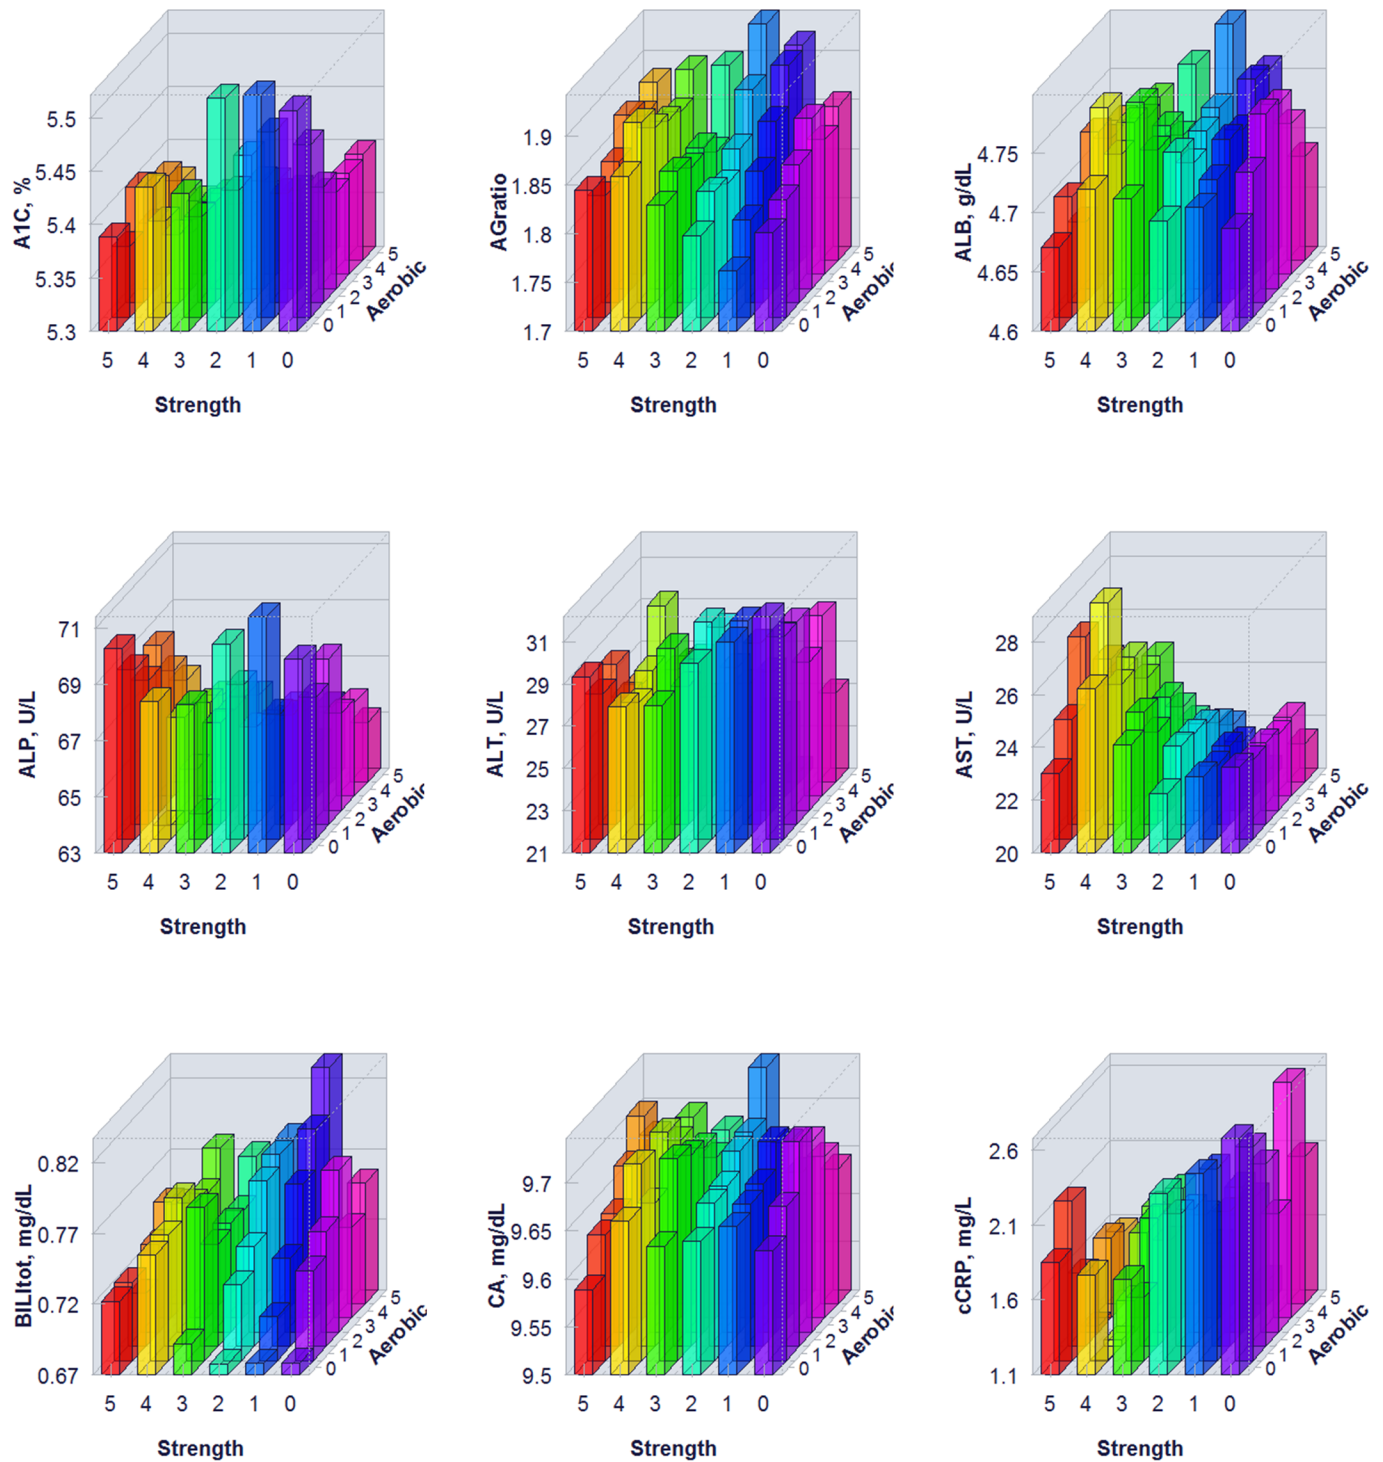 A1C, %
5.5
5.45
5.4
5.35
5.3
5 4 3 2 1 0
Strength
0 1 2 3 4 5
Aerobic
AGratio
1.9
1.85
1.8
1.75
1.7
5 4 3 2 1 0
Strength
0 1 2 3 4 5
Aerobic
ALB, g/dL
4.75
4.7
4.65
4.6
5 4 3 2 1 0
Strength
0 1 2 3 4 5
Aerobic
ALP, U/L
71
69
67
65
63
5 4 3 2 1 0
Strength
0 1 2 3 4 5
Aerobic
ALT, U/L
31
29
27
25
23
21
5 4 3 2 1 0
Strength
0 1 2 3 4 5
Aerobic
AST, U/L
28
26
24
22
20
5 4 3 2 1 0
Strength
0 1 2 3 4 5
Aerobic
BILItot, mg/dL
0.82
0.77
0.72
0.67
5 4 3 2 1 0
Strength
0 1 2 3 4 5
Aerobic
CA, mg/dL
9.7
9.65
9.6
9.55
9.5
5 4 3 2 1 0
Strength
0 1 2 3 4 5
Aerobic
cCRP, mg/L
2.6
2.1
1.6
1.1
5 4 3 2 1 0
Strength
0 1 2 3 4 5
Aerobic